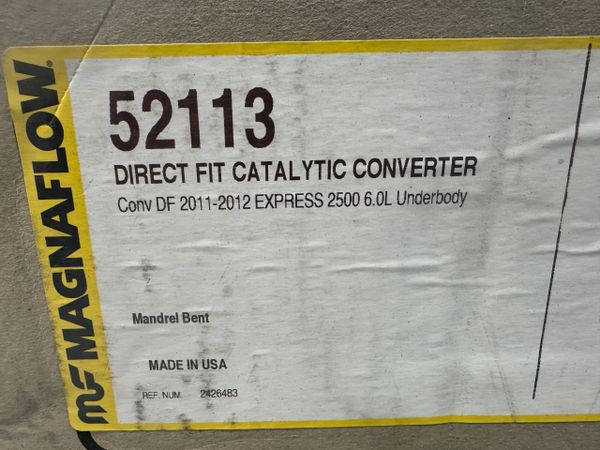 MAGNAFLOW
52113
DIRECT FIT CATALYTIC CONVERTER
Conv DF 2011-2012 EXPRESS 2500 6.0L Underbody
Mandrel Bent
MADE IN USA
REF. NUM. 2426483